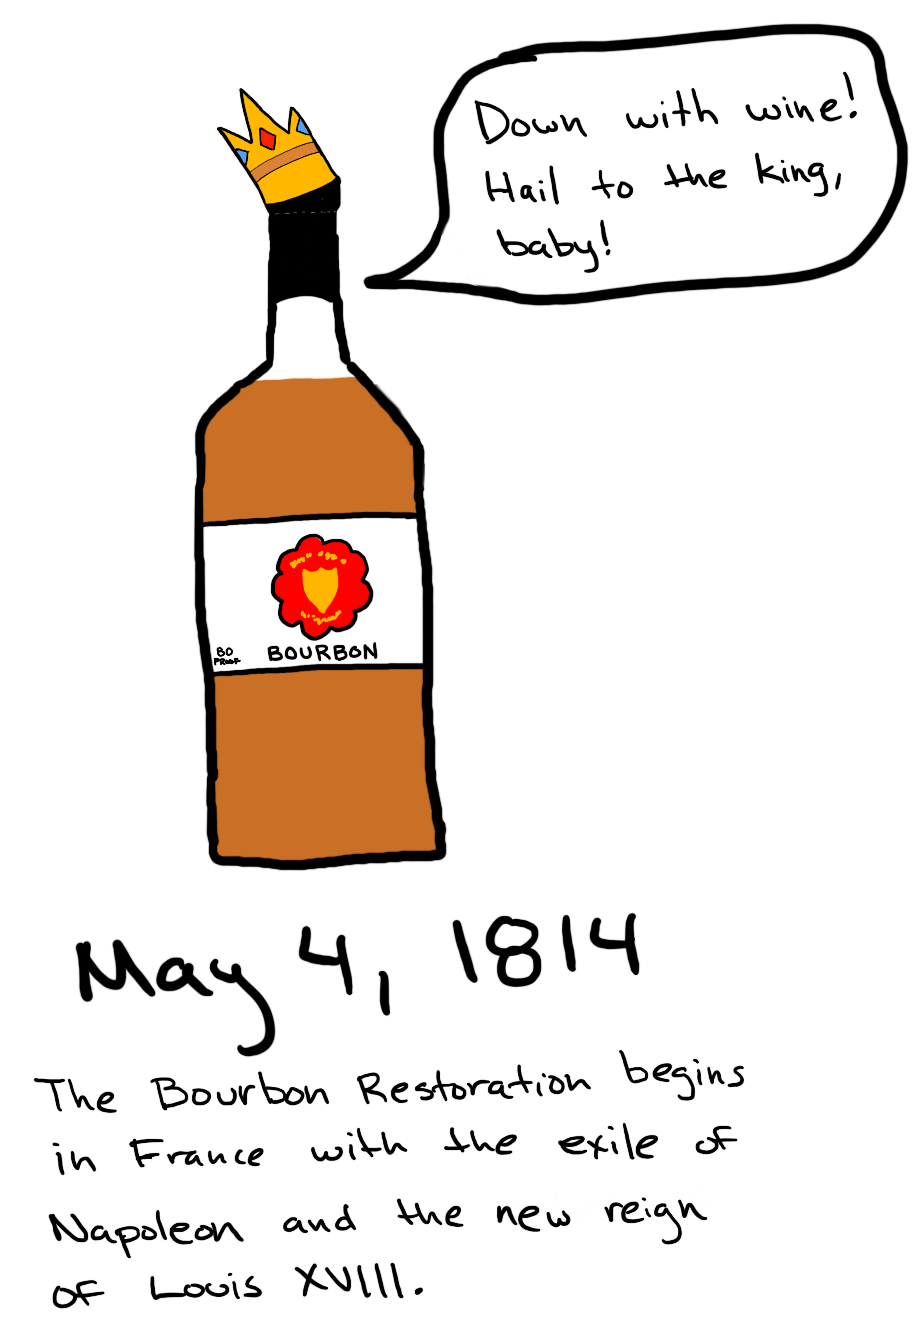 Down with wine!
Hail to the king,
baby!
80
PROOF
BOURBON
May 4, 1814
The Bourbon Restoration begins
in France with the exile of
Napoleon and the new reign
of Louis XVIII.